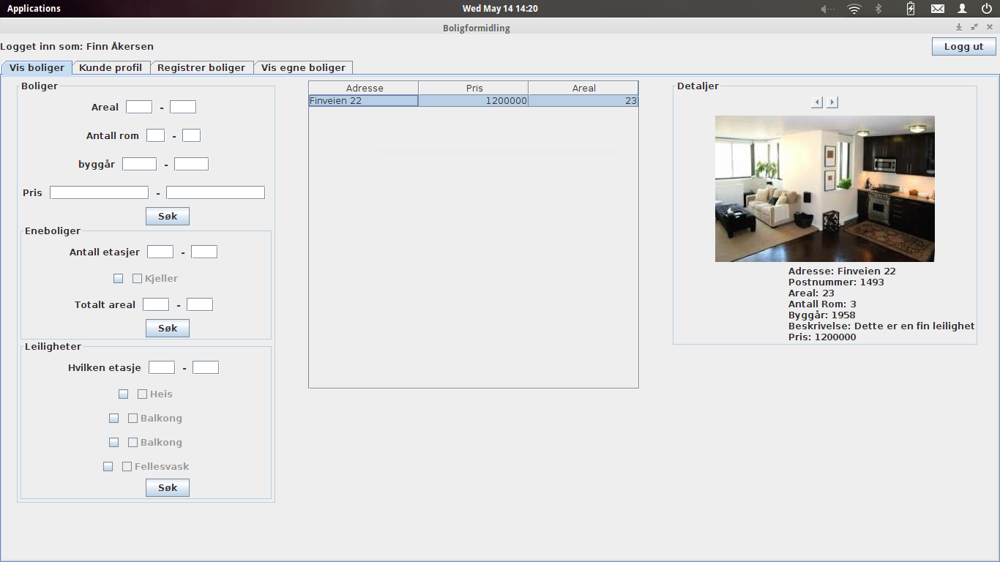 Applications
Wed May 14 14:20
Boligformidling
Logget inn som: Finn Åkersen
Logg ut
Vis boliger
Kunde profil
Registrer boliger
Vis egne boliger
Boliger
Areal -
Antall rom -
byggår -
Pris -
Søk
Eneboliger
Antall etasjer -
Kjeller
Totalt areal -
Søk
Leiligheter
Hvilken etasje -
Heis
Balkong
Balkong
Fellesvask
Søk
Adresse Pris Areal
Finveien 22 1200000 23
Detaljer
Adresse: Finveien 22
Postnummer: 1493
Areal: 23
Antall Rom: 3
Byggår: 1958
Beskrivelse: Dette er en fin leilighet
Pris: 1200000